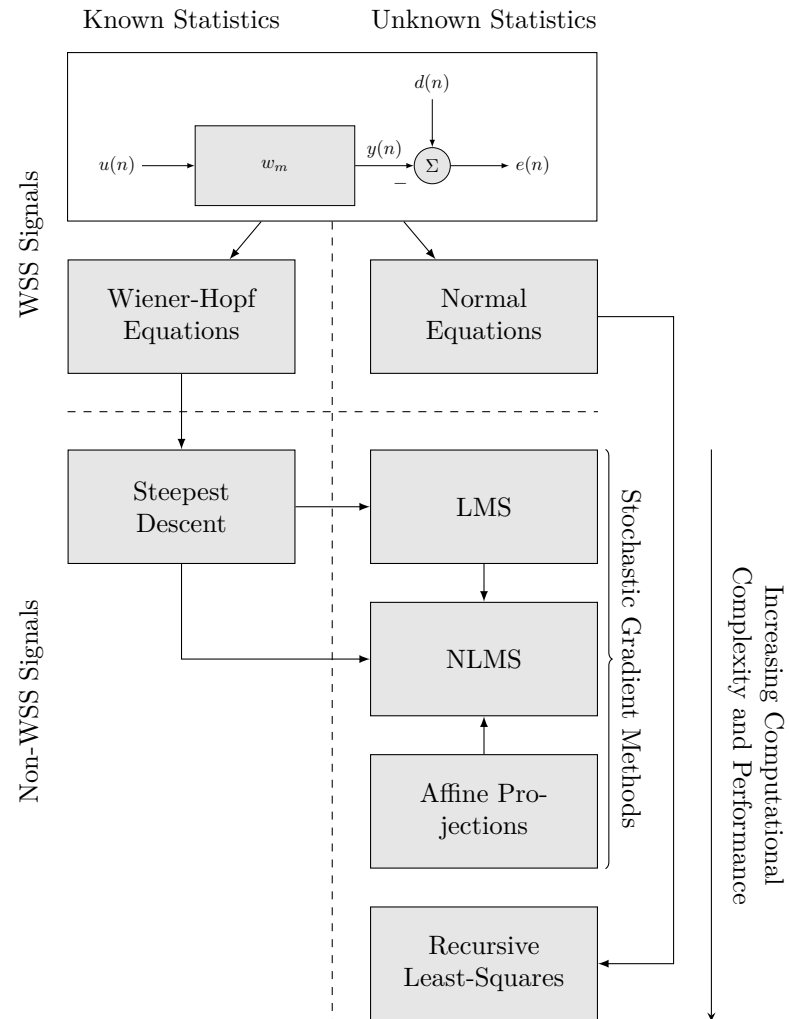 Known Statistics
Unknown Statistics
d(n)
u(n)
w_m
y(n)
Σ
e(n)
−
WSS Signals
Wiener-Hopf
Equations
Normal
Equations
Steepest
Descent
LMS
NLMS
Affine Pro-
jections
Recursive
Least-Squares
Stochastic Gradient Methods
Non-WSS Signals
Increasing Computational
Complexity and Performance